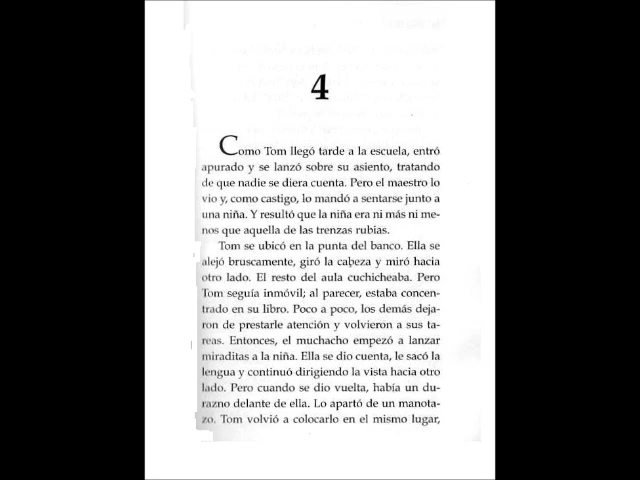 4
Como Tom llegó tarde a la escuela, entró
apurado y se lanzó sobre su asiento, tratando
de que nadie se diera cuenta. Pero el maestro lo
vio y, como castigo, lo mandó a sentarse junto a
una niña. Y resultó que la niña era ni más ni me-
nos que aquella de las trenzas rubias.
Tom se ubicó en la punta del banco. Ella se
alejó bruscamente, giró la cabeza y miró hacia
otro lado. El resto del aula cuchicheaba. Pero
Tom seguía inmóvil; al parecer, estaba concen-
trado en su libro. Poco a poco, los demás deja-
ron de prestarle atención y volvieron a sus ta-
reas. Entonces, el muchacho empezó a lanzar
miraditas a la niña. Ella se dio cuenta, le sacó la
lengua y continuó dirigiendo la vista hacia otro
lado. Pero cuando se dio vuelta, había un du-
razno delante de ella. Lo apartó de un manota-
zo. Tom volvió a colocarlo en el mismo lugar,